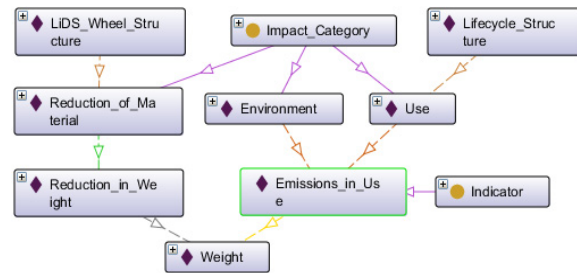 LiDS_Wheel_Stru
cture
Impact_Category
Lifecycle_Struc
ture
Reduction_of_Ma
terial
Environment
Use
Reduction_in_We
ight
Emissions_in_Us
e
Indicator
Weight